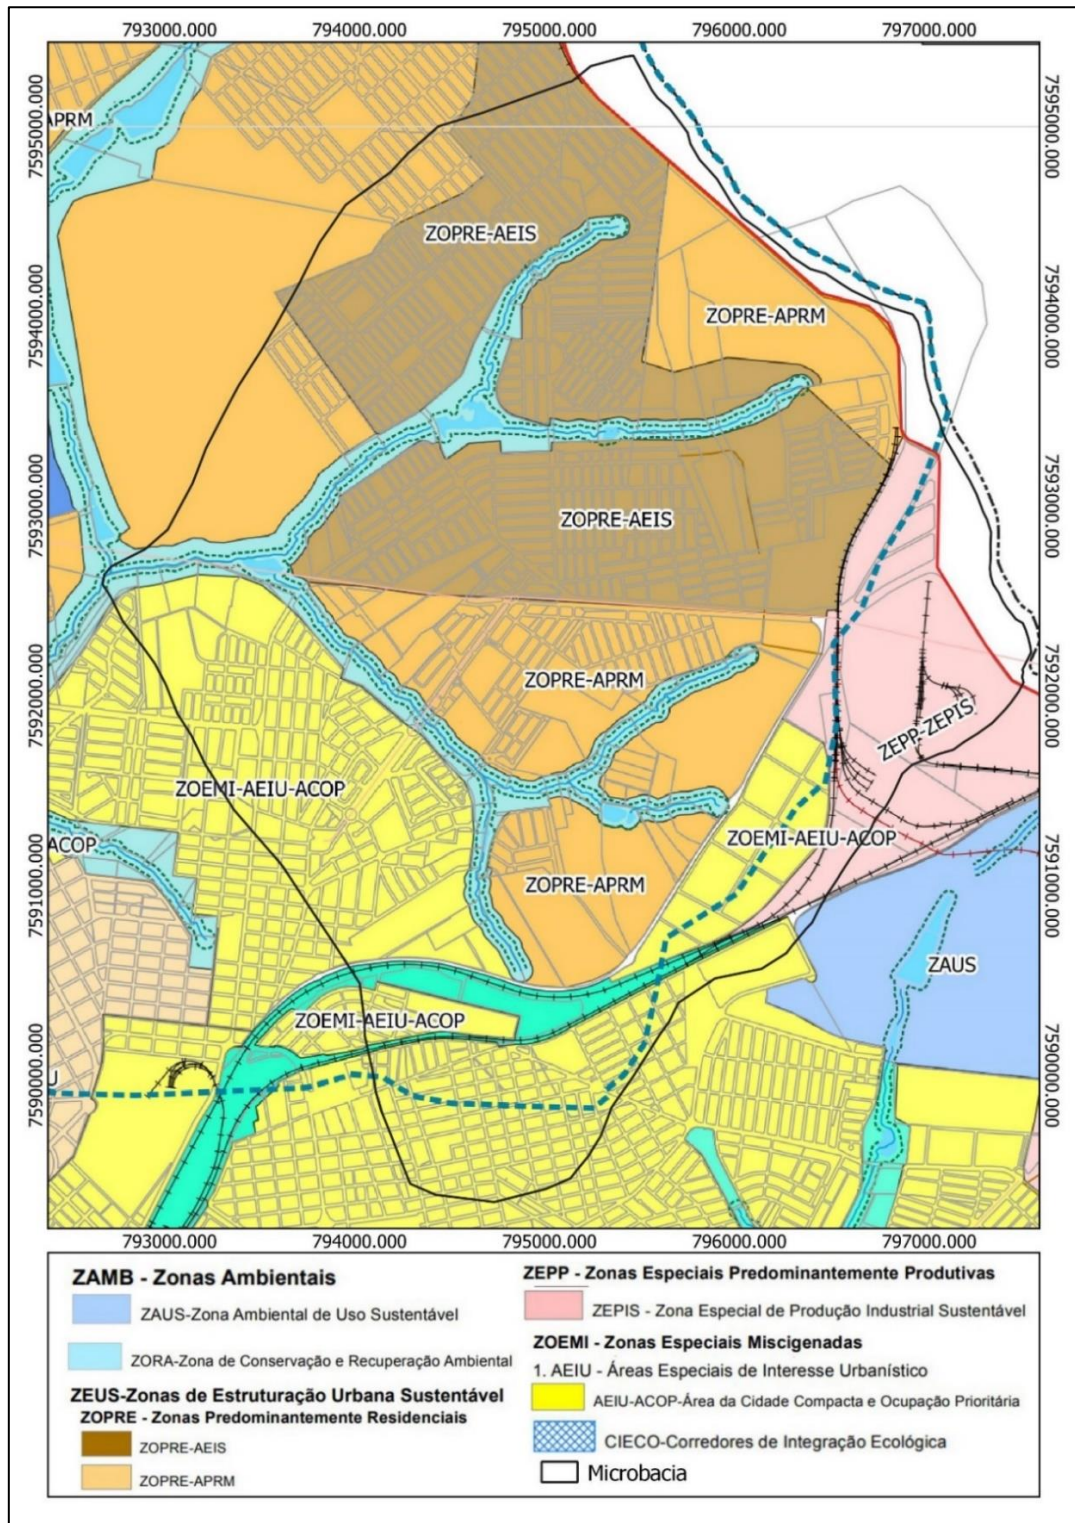 793000.000 794000.000 795000.000 796000.000 797000.000
7595000.000
7595000.000
APRM
ZOPRE-AEIS
7594000.000
7594000.000
ZOPRE-APRM
7593000.000
7593000.000
ZOPRE-AEIS
7592000.000
7592000.000
ZOPRE-APRM
ZEPP-ZEPIS
ZOEMI-AEIU-ACOP
ZOEMI-AEIU-ACOP
ACOP
7591000.000
7591000.000
ZOPRE-APRM
ZAUS
ZOEMI-AEIU-ACOP
7590000.000
7590000.000
U
793000.000 794000.000 795000.000 796000.000 797000.000
ZAMB - Zonas Ambientais
ZAUS-Zona Ambiental de Uso Sustentável
ZORA-Zona de Conservação e Recuperação Ambiental
ZEUS-Zonas de Estruturação Urbana Sustentável
ZOPRE - Zonas Predominantemente Residenciais
ZOPRE-AEIS
ZOPRE-APRM
ZEPP - Zonas Especiais Predominantemente Produtivas
ZEPIS - Zona Especial de Produção Industrial Sustentável
ZOEMI - Zonas Especiais Miscigenadas
1. AEIU - Áreas Especiais de Interesse Urbanístico
AEIU-ACOP-Área da Cidade Compacta e Ocupação Prioritária
CIECO-Corredores de Integração Ecológica
Microbacia